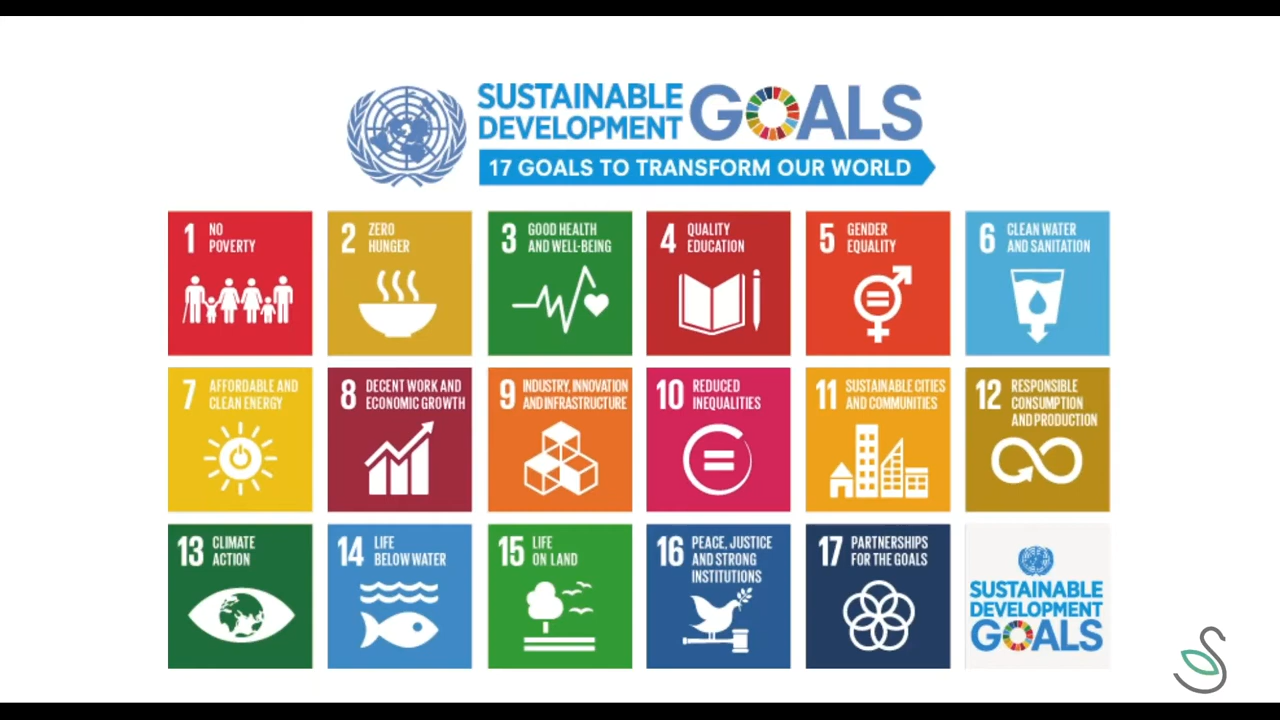 SUSTAINABLE
DEVELOPMENT
GOALS
17 GOALS TO TRANSFORM OUR WORLD
1 NO
POVERTY
2 ZERO
HUNGER
3 GOOD HEALTH
AND WELL-BEING
4 QUALITY
EDUCATION
5 GENDER
EQUALITY
6 CLEAN WATER
AND SANITATION
7 AFFORDABLE AND
CLEAN ENERGY
8 DECENT WORK AND
ECONOMIC GROWTH
9 INDUSTRY, INNOVATION
AND INFRASTRUCTURE
10 REDUCED
INEQUALITIES
11 SUSTAINABLE CITIES
AND COMMUNITIES
12 RESPONSIBLE
CONSUMPTION
AND PRODUCTION
13 CLIMATE
ACTION
14 LIFE
BELOW WATER
15 LIFE
ON LAND
16 PEACE, JUSTICE
AND STRONG
INSTITUTIONS
17 PARTNERSHIPS
FOR THE GOALS
SUSTAINABLE
DEVELOPMENT
GOALS